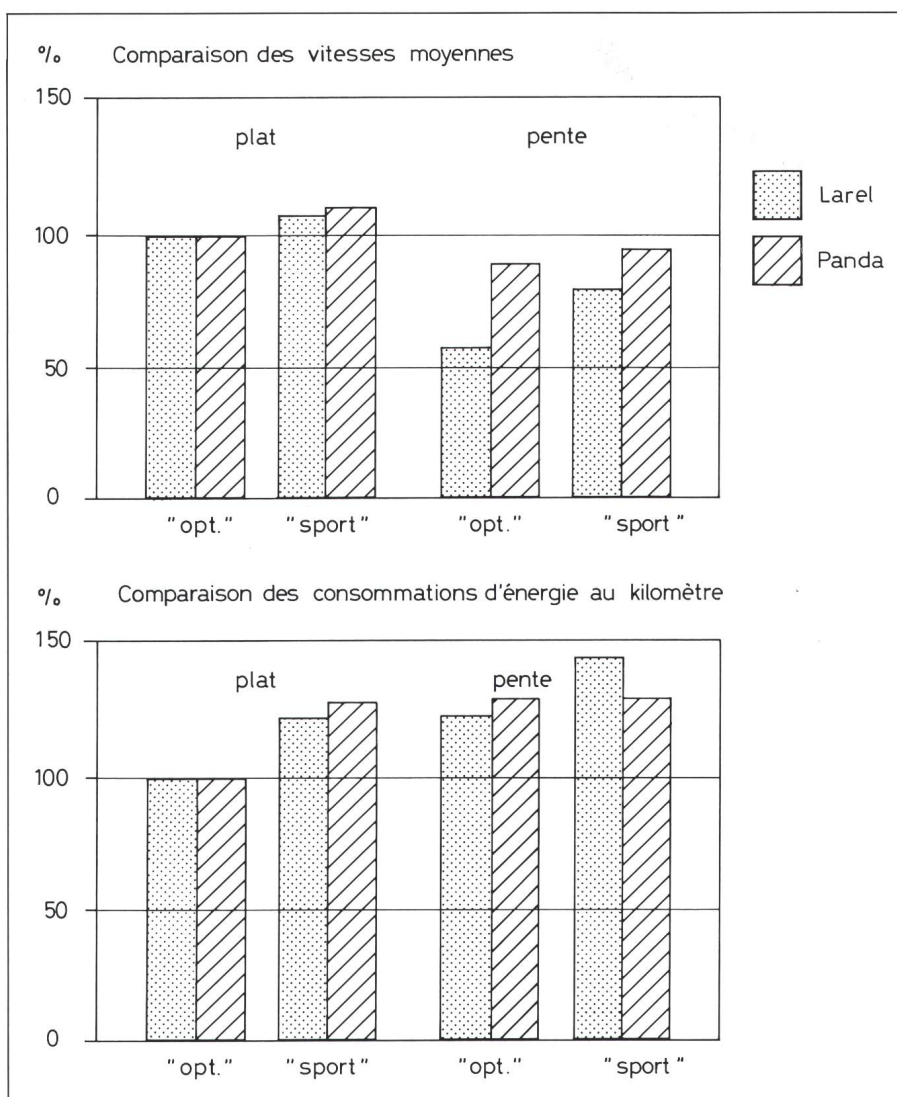 % Comparaison des vitesses moyennes
150
plat pente
Larel
100
Panda
50
0
"opt." "sport" "opt." "sport"
% Comparaison des consommations d'énergie au kilomètre
150
plat pente
100
50
0
"opt." "sport" "opt." "sport"